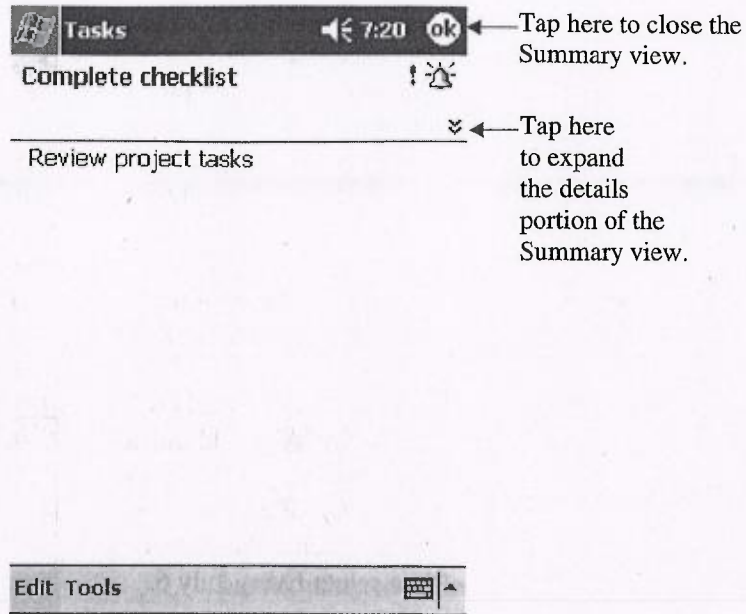 Tasks 7:20 ok
Tap here to close the
Summary view.
Complete checklist !
Tap here
to expand
the details
portion of the
Summary view.
Review project tasks
Edit Tools